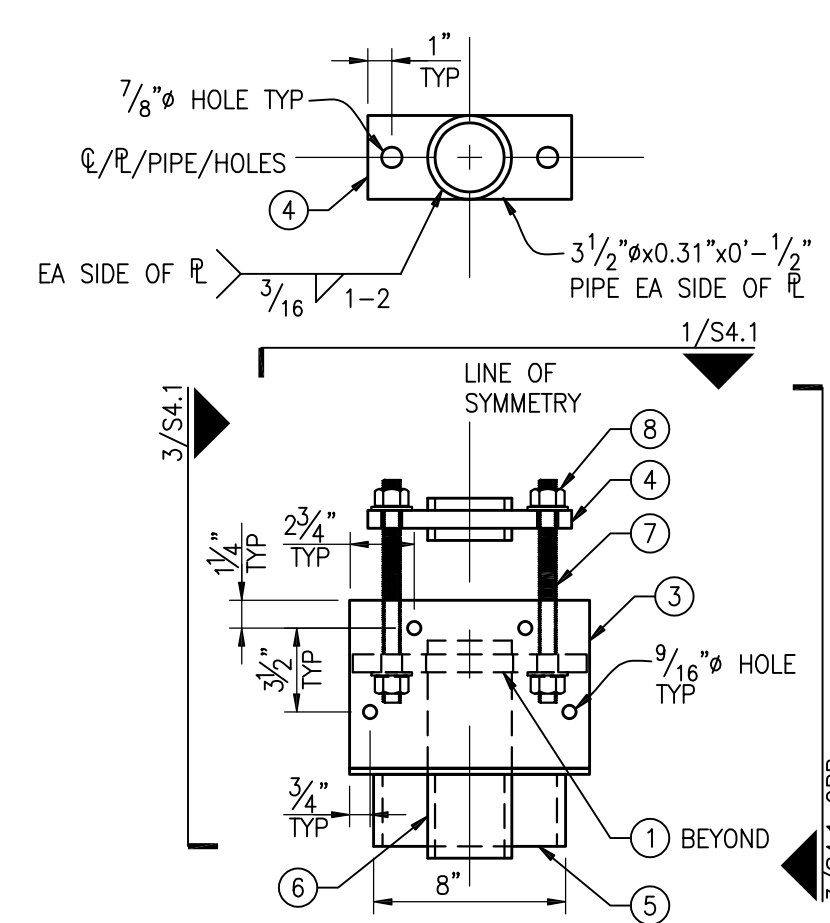 1"
TYP
7/8"ø HOLE TYP
℄/⅊/PIPE/HOLES
4
EA SIDE OF ⅊
3/16
1-2
3 1/2"øx0.31"x0'-1/2"
PIPE EA SIDE OF ⅊
1/S4.1
3/S4.1
LINE OF
SYMMETRY
8
4
7
3
2 3/4"
TYP
1 1/4"
TYP
3 1/2"
TYP
9/16"ø HOLE
TYP
3/4"
TYP
1 BEYOND
6
8"
5